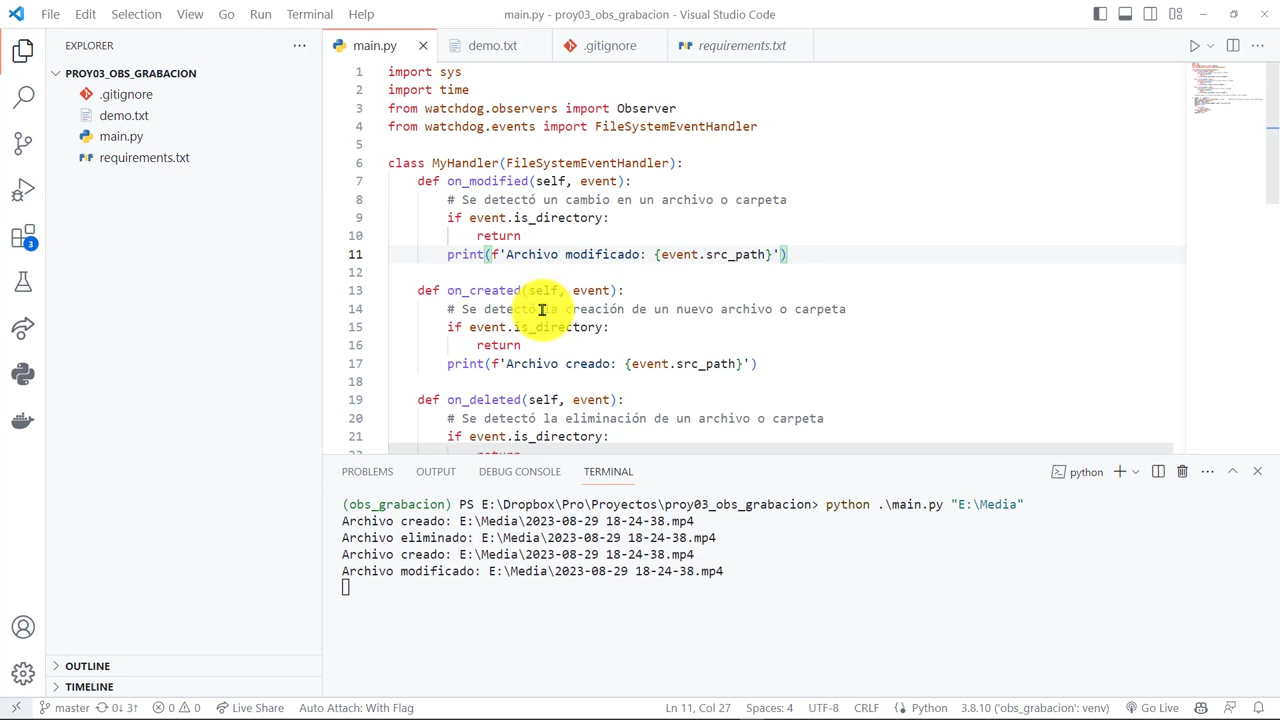 File Edit Selection View Go Run Terminal Help
main.py - proy03_obs_grabacion - Visual Studio Code
EXPLORER
PROY03_OBS_GRABACION
.gitignore
demo.txt
main.py
requirements.txt
OUTLINE
TIMELINE
3
main.py demo.txt .gitignore requirements.txt
1 import sys
2 import time
3 from watchdog.observers import Observer
4 from watchdog.events import FileSystemEventHandler
5
6 class MyHandler(FileSystemEventHandler):
7 def on_modified(self, event):
8 # Se detectó un cambio en un archivo o carpeta
9 if event.is_directory:
10 return
11 print(f'Archivo modificado: {event.src_path}')
12
13 def on_created(self, event):
14 # Se detectó la creación de un nuevo archivo o carpeta
15 if event.is_directory:
16 return
17 print(f'Archivo creado: {event.src_path}')
18
19 def on_deleted(self, event):
20 # Se detectó la eliminación de un archivo o carpeta
21 if event.is_directory:
PROBLEMS OUTPUT DEBUG CONSOLE TERMINAL
python
(obs_grabacion) PS E:\Dropbox\Pro\Proyectos\proy03_obs_grabacion> python .\main.py "E:\Media"
Archivo creado: E:\Media\2023-08-29 18-24-38.mp4
Archivo eliminado: E:\Media\2023-08-29 18-24-38.mp4
Archivo creado: E:\Media\2023-08-29 18-24-38.mp4
Archivo modificado: E:\Media\2023-08-29 18-24-38.mp4
master 0↓ 3↑ 0 0 Live Share Auto Attach: With Flag Ln 11, Col 27 Spaces: 4 UTF-8 CRLF Python 3.8.10 ('obs_grabacion': venv) Go Live